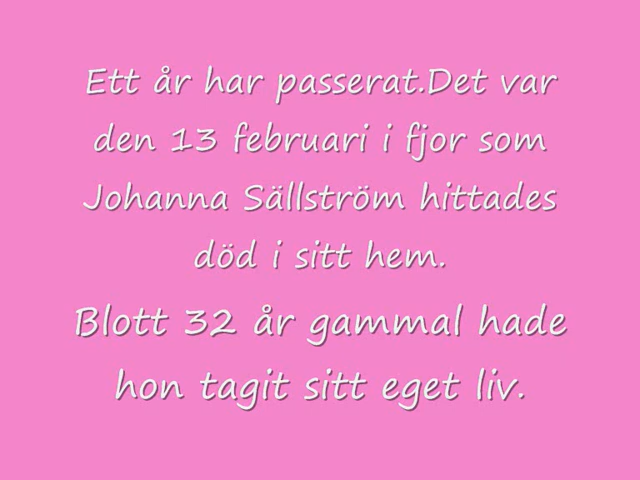 Ett år har passerat.Det var
den 13 februari i fjor som
Johanna Sällström hittades
död i sitt hem.
Blott 32 år gammal hade
hon tagit sitt eget liv.